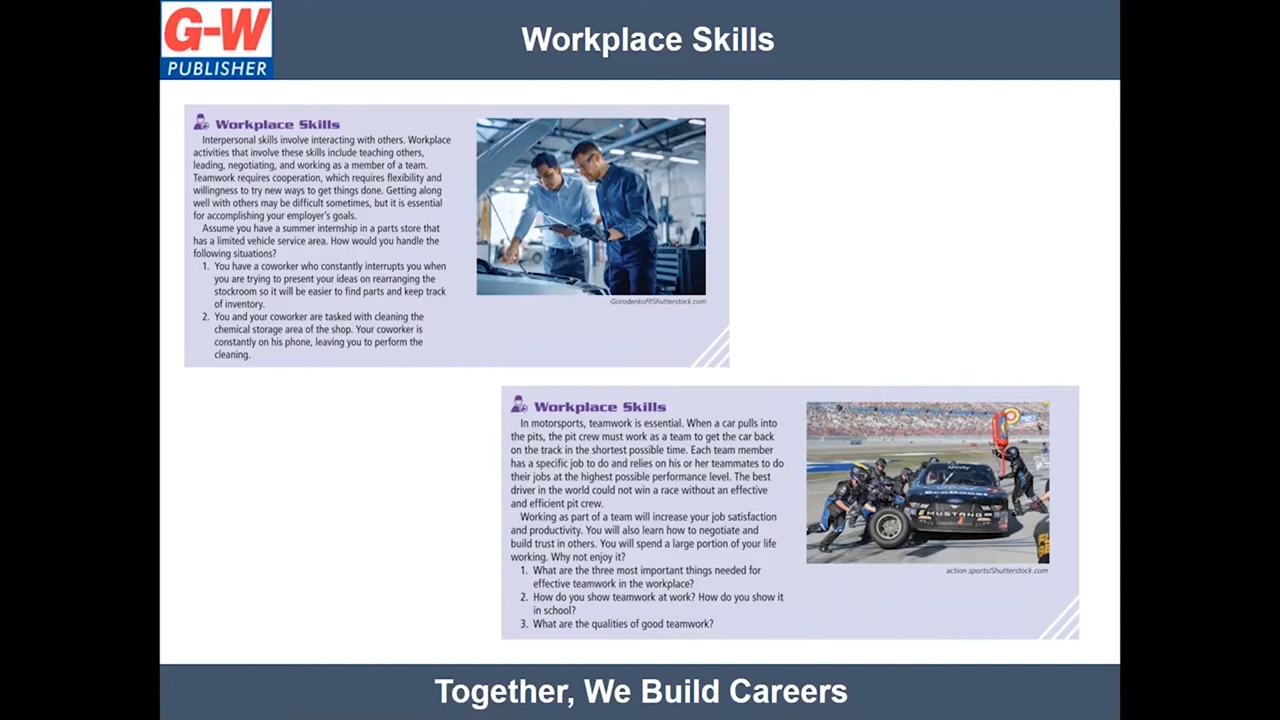 G-W
PUBLISHER
Workplace Skills
Workplace Skills
Interpersonal skills involve interacting with others. Workplace
activities that involve these skills include teaching others,
leading, negotiating, and working as a member of a team.
Teamwork requires cooperation, which requires flexibility and
willingness to try new ways to get things done. Getting along
well with others may be difficult sometimes, but it is essential
for accomplishing your employer's goals.
Assume you have a summer internship in a parts store that
has a limited vehicle service area. How would you handle the
following situations?
1. You have a coworker who constantly interrupts you when
you are trying to present your ideas on rearranging the
stockroom so it will be easier to find parts and keep track
of inventory.
2. You and your coworker are tasked with cleaning the
chemical storage area of the shop. Your coworker is
constantly on his phone, leaving you to perform the
cleaning.
Gorodenkoff/Shutterstock.com
Workplace Skills
In motorsports, teamwork is essential. When a car pulls into
the pits, the pit crew must work as a team to get the car back
on the track in the shortest possible time. Each team member
has a specific job to do and relies on his or her teammates to do
their jobs at the highest possible performance level. The best
driver in the world could not win a race without an effective
and efficient pit crew.
Working as part of a team will increase your job satisfaction
and productivity. You will also learn how to negotiate and
build trust in others. You will spend a large portion of your life
working. Why not enjoy it?
1. What are the three most important things needed for
effective teamwork in the workplace?
2. How do you show teamwork at work? How do you show it
in school?
3. What are the qualities of good teamwork?
xfinity
EcoBoost
MUSTANG
action sports/Shutterstock.com
Together, We Build Careers